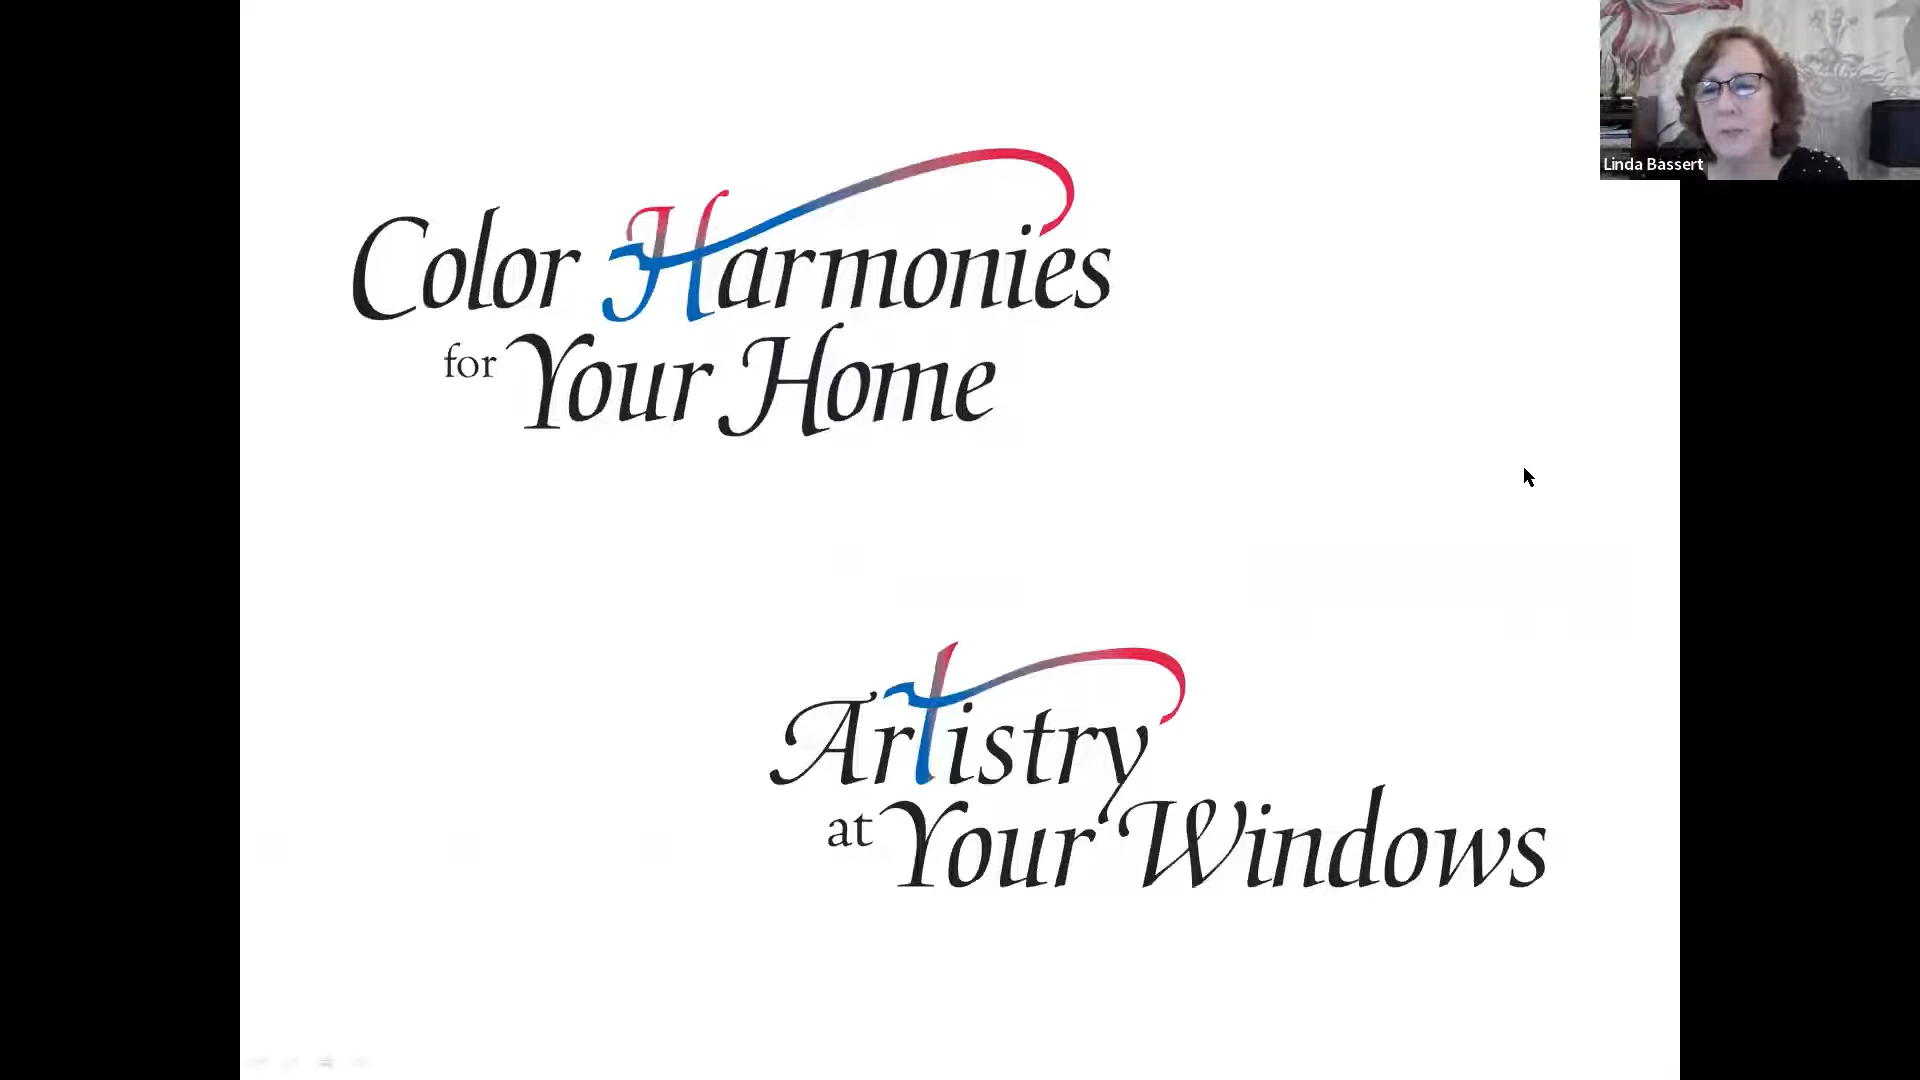 Color Harmonies
for Your Home
Artistry
at Your Windows
Linda Bassert